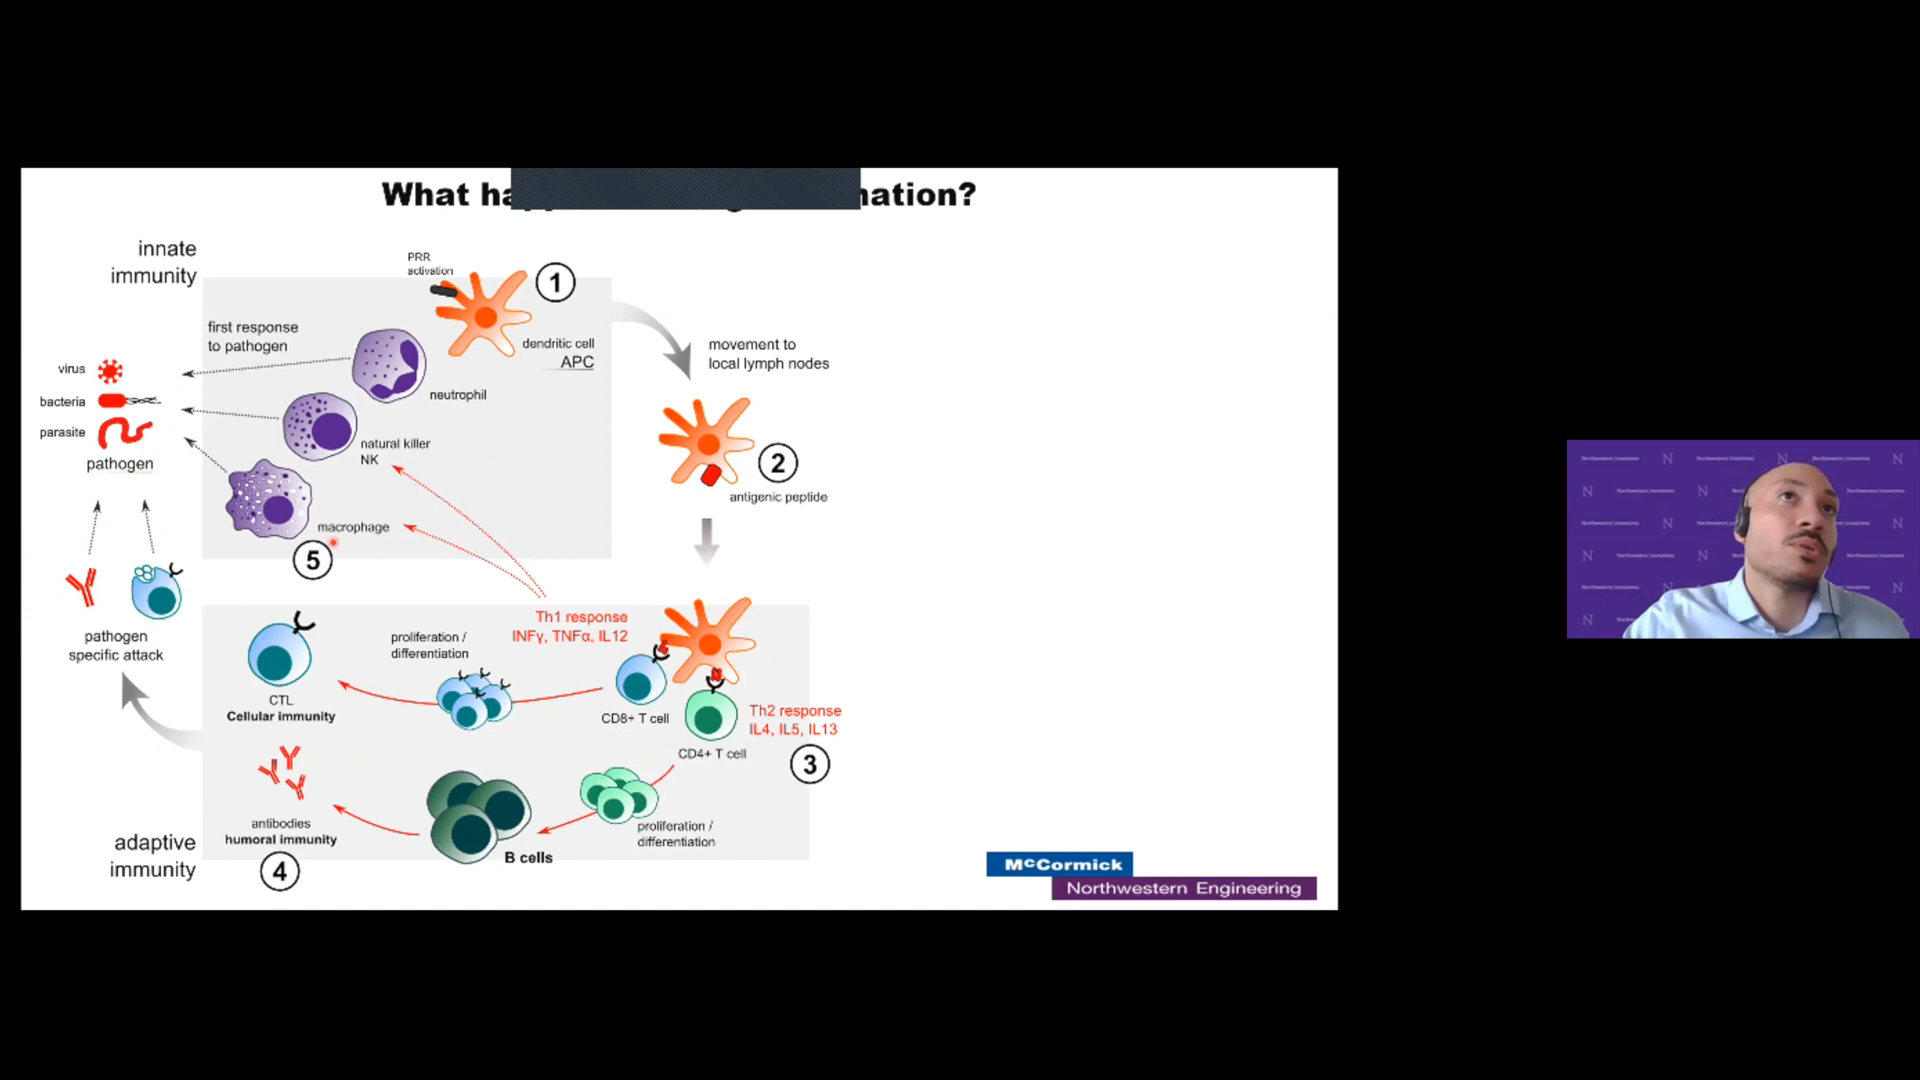 What ha
nation?
innate
immunity
PRR
activation
1
first response
to pathogen
dendritic cell
APC
movement to
local lymph nodes
virus
neutrophil
bacteria
parasite
natural killer
NK
pathogen
2
antigenic peptide
macrophage
5
Th1 response
INFγ, TNFα, IL12
pathogen
specific attack
proliferation /
differentiation
CTL
Cellular immunity
CD8+ T cell
Th2 response
IL4, IL5, IL13
CD4+ T cell
3
antibodies
humoral immunity
proliferation /
differentiation
B cells
4
adaptive
immunity
McCormick
Northwestern Engineering